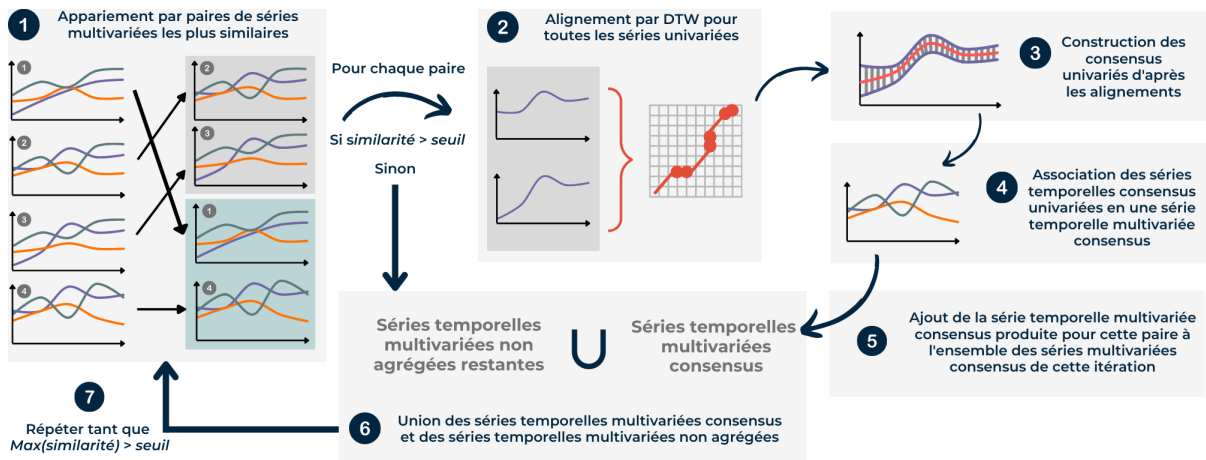 1
Appariement par paires de séries
multivariées les plus similaires
1
2
3
4
2
3
1
4
Pour chaque paire
Si similarité > seuil
Sinon
2
Alignement par DTW pour
toutes les séries univariées
3
Construction des
consensus
univariés d'après
les alignements
4
Association des séries
temporelles consensus
univariées en une série
temporelle multivariée
consensus
5
Ajout de la série temporelle multivariée
consensus produite pour cette paire à
l'ensemble des séries multivariées
consensus de cette itération
Séries temporelles
multivariées non
agrégées restantes
∪
Séries temporelles
multivariées
consensus
6
Union des séries temporelles multivariées consensus
et des séries temporelles multivariées non agrégées
7
Répéter tant que
Max(similarité) > seuil